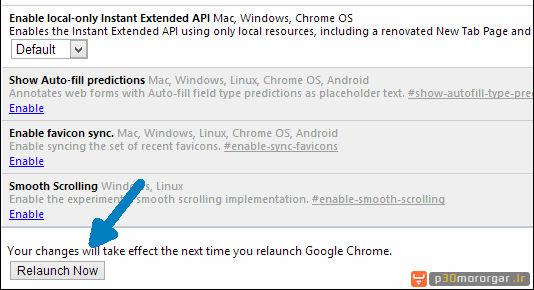 Enable local-only Instant Extended API Mac, Windows, Chrome OS
Enables the Instant Extended API using only local resources, including a renovated New Tab Page and
Default
Show Auto-fill predictions Mac, Windows, Linux, Chrome OS, Android
Annotates web forms with Auto-fill field type predictions as placeholder text. #show-autofill-type-pre
Enable
Enable favicon sync. Mac, Windows, Linux, Chrome OS, Android
Enable syncing the set of recent favicons. #enable-sync-favicons
Enable
Smooth Scrolling Windows, Linux
Enable the experimental smooth scrolling implementation. #enable-smooth-scrolling
Enable
Your changes will take effect the next time you relaunch Google Chrome.
Relaunch Now
p30mororgar.ir